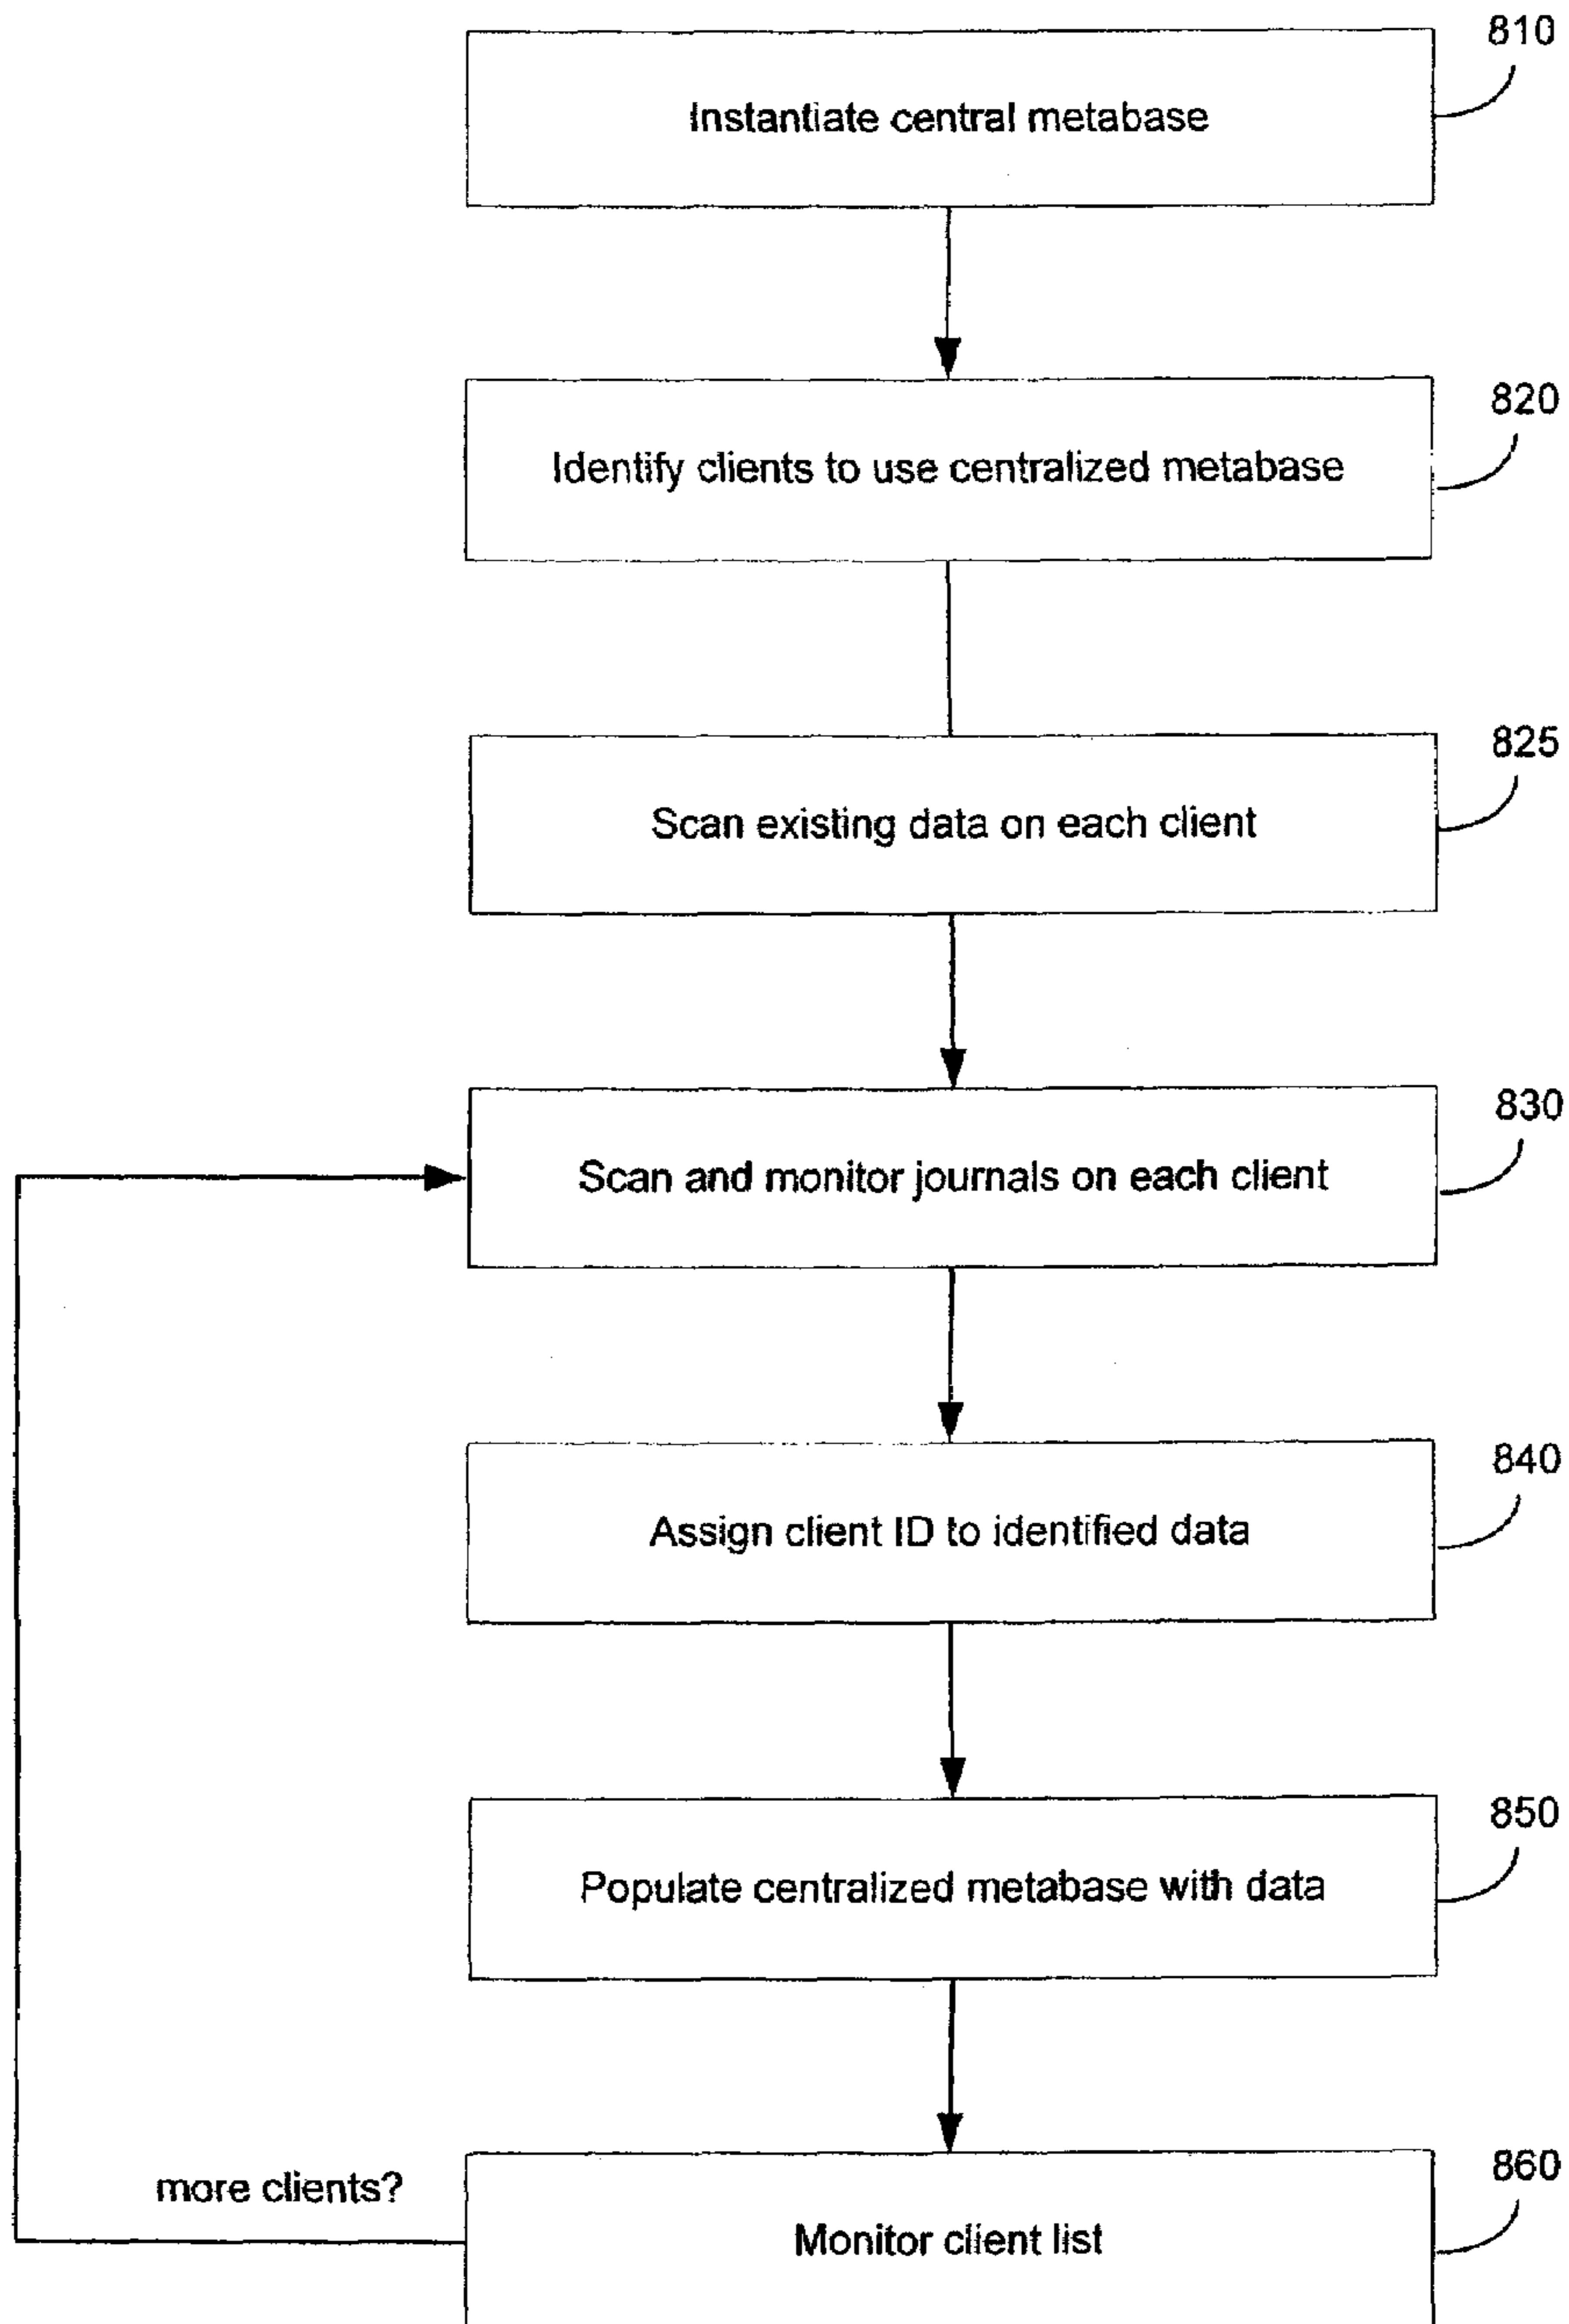 810
Instantiate central metabase
820
Identify clients to use centralized metabase
825
Scan existing data on each client
830
Scan and monitor journals on each client
840
Assign client ID to identified data
850
Populate centralized metabase with data
860
more clients?
Monitor client list